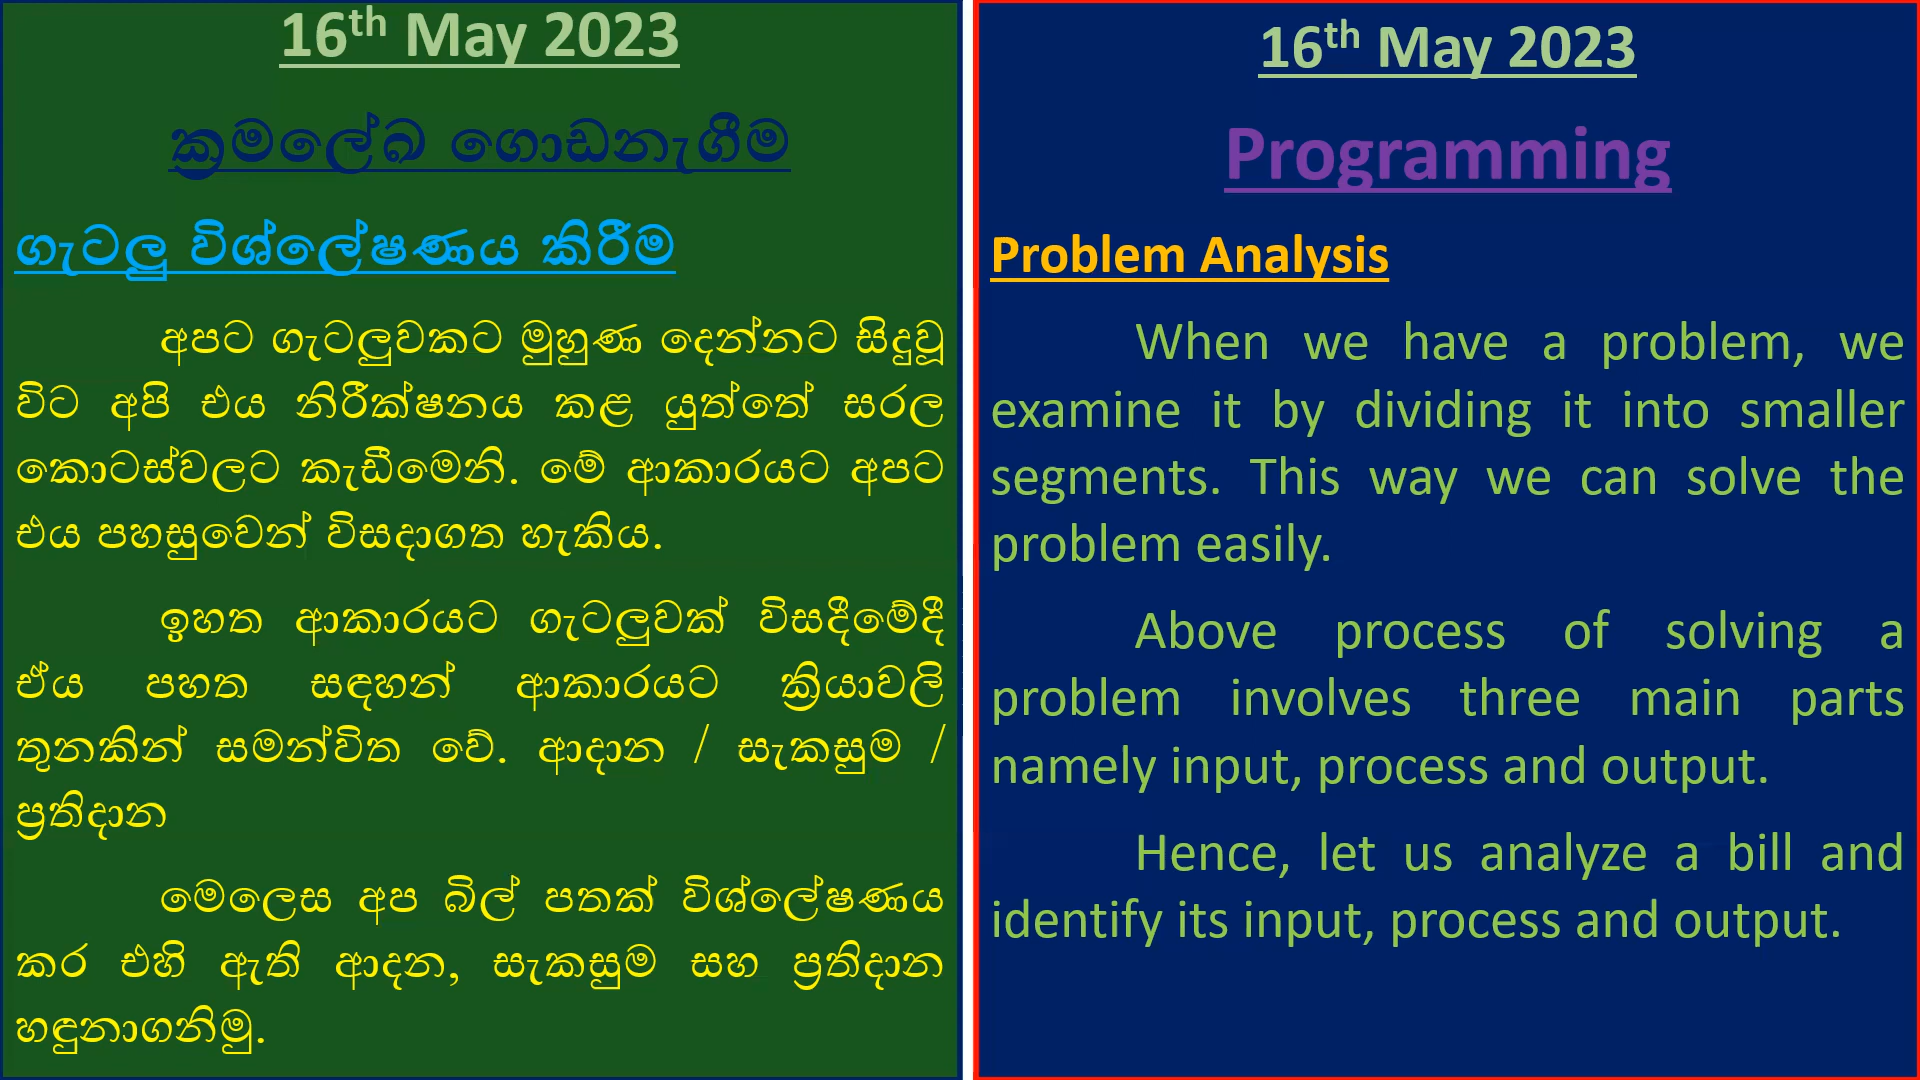 16th May 2023
ක්‍රමලේඛ ගොඩනැගීම
ගැටලු විශ්ලේෂණය කිරීම
අපට ගැටලුවකට මුහුණ දෙන්නට සිදුවූ
විට අපි එය නිරීක්ෂනය කළ යුත්තේ සරල
කොටස්වලට කැඩීමෙනි. මේ ආකාරයට අපට
එය පහසුවෙන් විසදාගත හැකිය.
ඉහත ආකාරයට ගැටලුවක් විසදීමේදී
ඒය පහත සඳහන් ආකාරයට ක්‍රියාවලි
තුනකින් සමන්විත වේ. ආදාන / සැකසුම /
ප්‍රතිදාන
මෙලෙස අප බිල් පතක් විශ්ලේෂණය
කර එහි ඇති ආදන, සැකසුම සහ ප්‍රතිදාන
හඳුනාගනිමු.
16th May 2023
Programming
Problem Analysis
When we have a problem, we
examine it by dividing it into smaller
segments. This way we can solve the
problem easily.
Above process of solving a
problem involves three main parts
namely input, process and output.
Hence, let us analyze a bill and
identify its input, process and output.